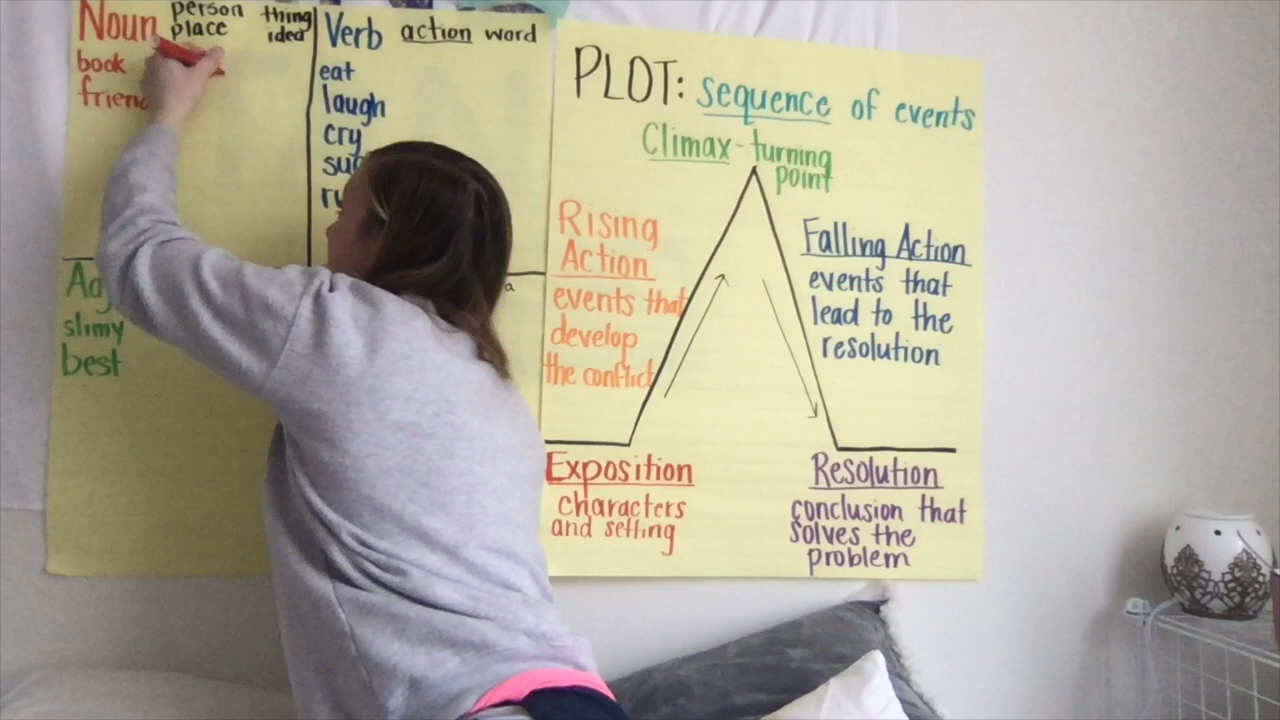 Noun person
place
thing
idea
book
Verb action word
eat
laugh
cry
slimy
best
PLOT: sequence of events
Climax - turning
point
Rising
Action
events that
develop
the conflict
Falling Action
events that
lead to the
resolution
Exposition
characters
and setting
Resolution
conclusion that
solves the
problem